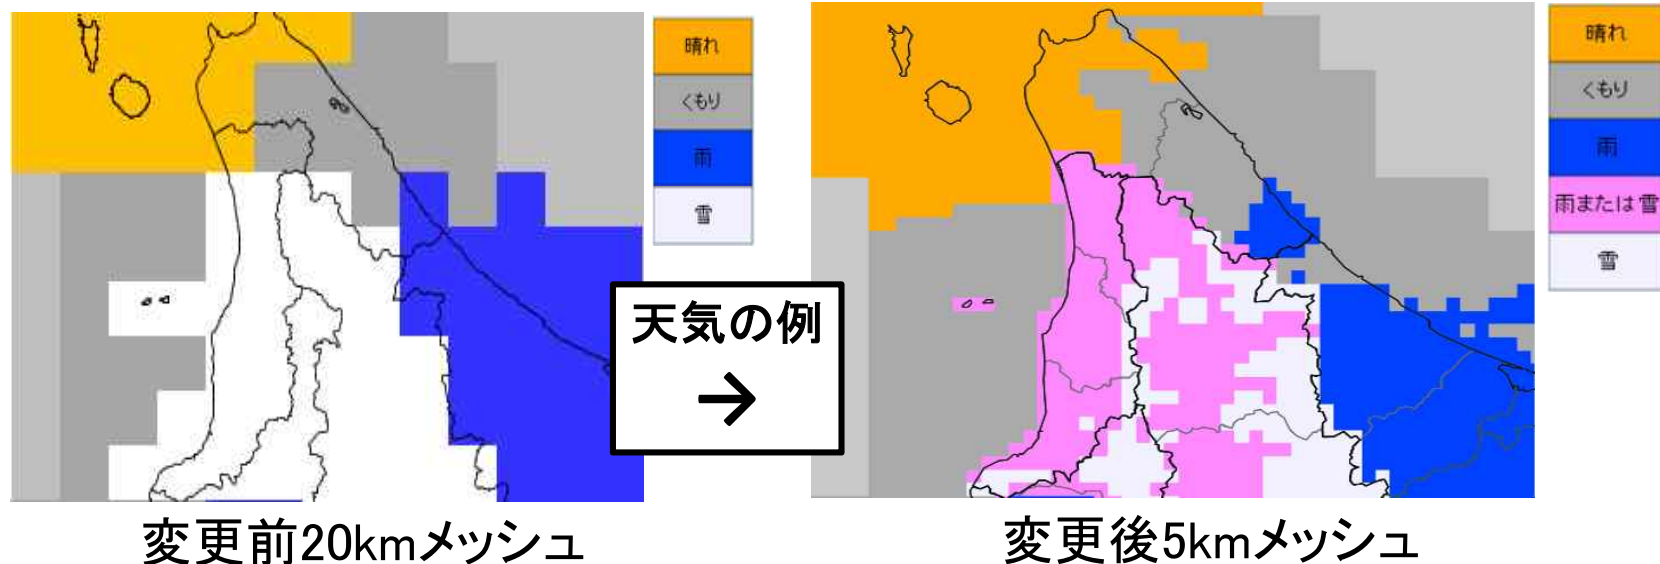 晴れ
くもり
雨
雪
天気の例
→
晴れ
くもり
雨
雨または雪
雪
変更前20kmメッシュ
変更後5kmメッシュ